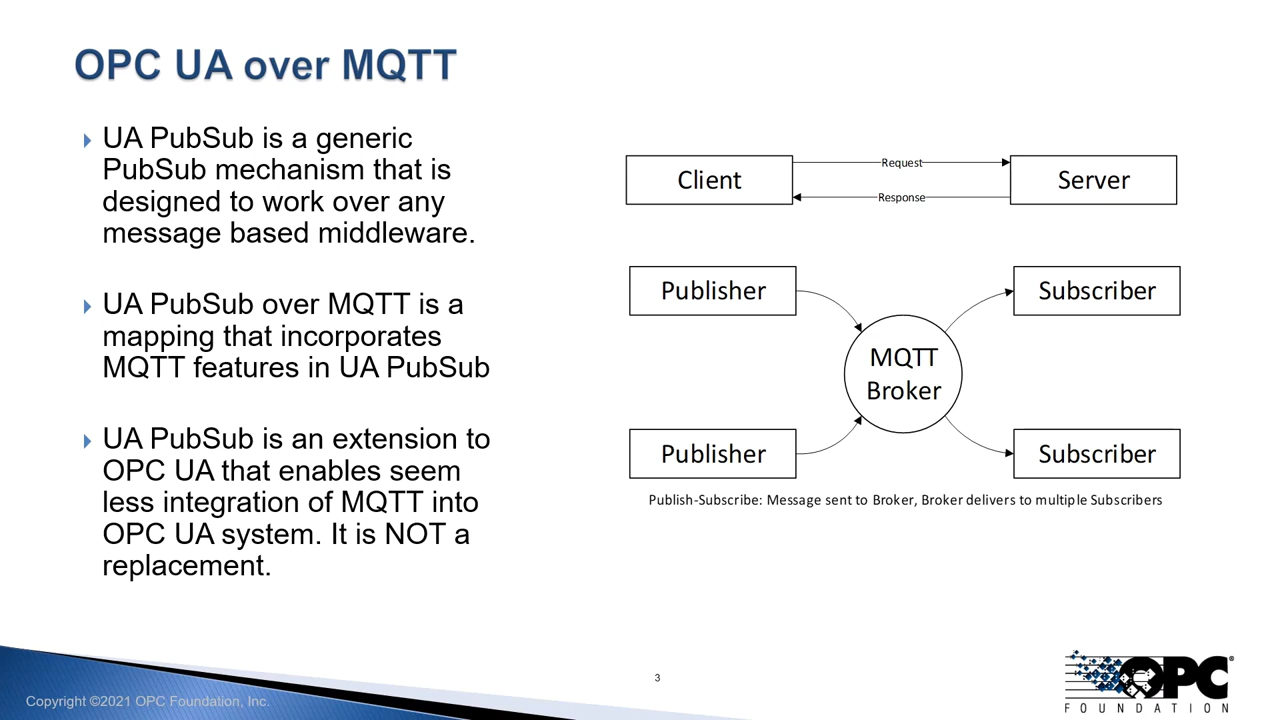 OPC UA over MQTT
UA PubSub is a generic
PubSub mechanism that is
designed to work over any
message based middleware.
UA PubSub over MQTT is a
mapping that incorporates
MQTT features in UA PubSub
UA PubSub is an extension to
OPC UA that enables seem
less integration of MQTT into
OPC UA system. It is NOT a
replacement.
Client
Request
Response
Server
Publisher
Subscriber
MQTT
Broker
Publisher
Subscriber
Publish-Subscribe: Message sent to Broker, Broker delivers to multiple Subscribers
3
Copyright ©2021 OPC Foundation, Inc.
OPC®
FOUNDATION